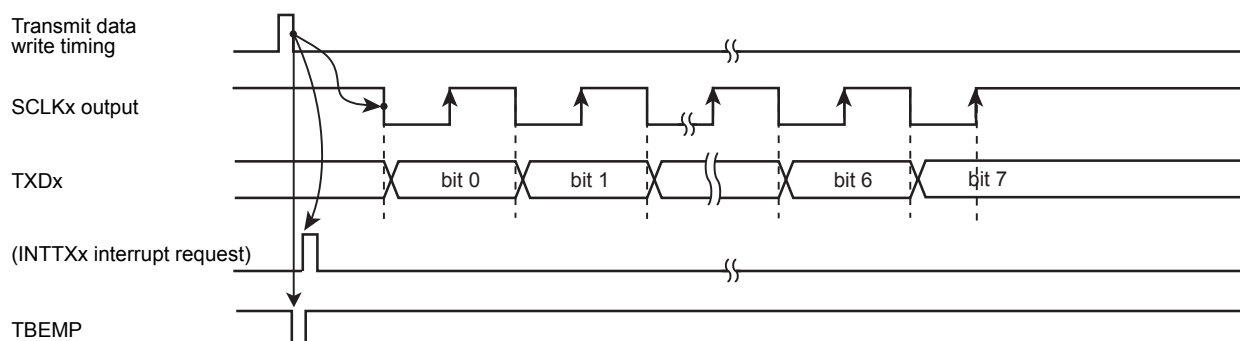 Transmit data
write timing
SCLKx output
TXDx
bit 0
bit 1
bit 6
bit 7
(INTTXx interrupt request)
TBEMP